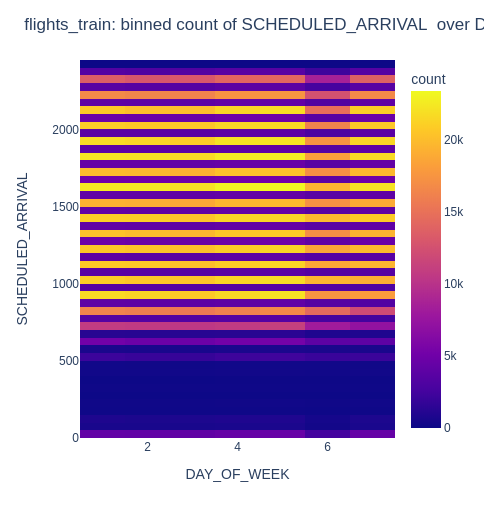 flights_train: binned count of SCHEDULED_ARRIVAL  over D
count
20k
15k
10k
5k
0
2000
1500
1000
500
0
SCHEDULED_ARRIVAL
2
4
6
DAY_OF_WEEK